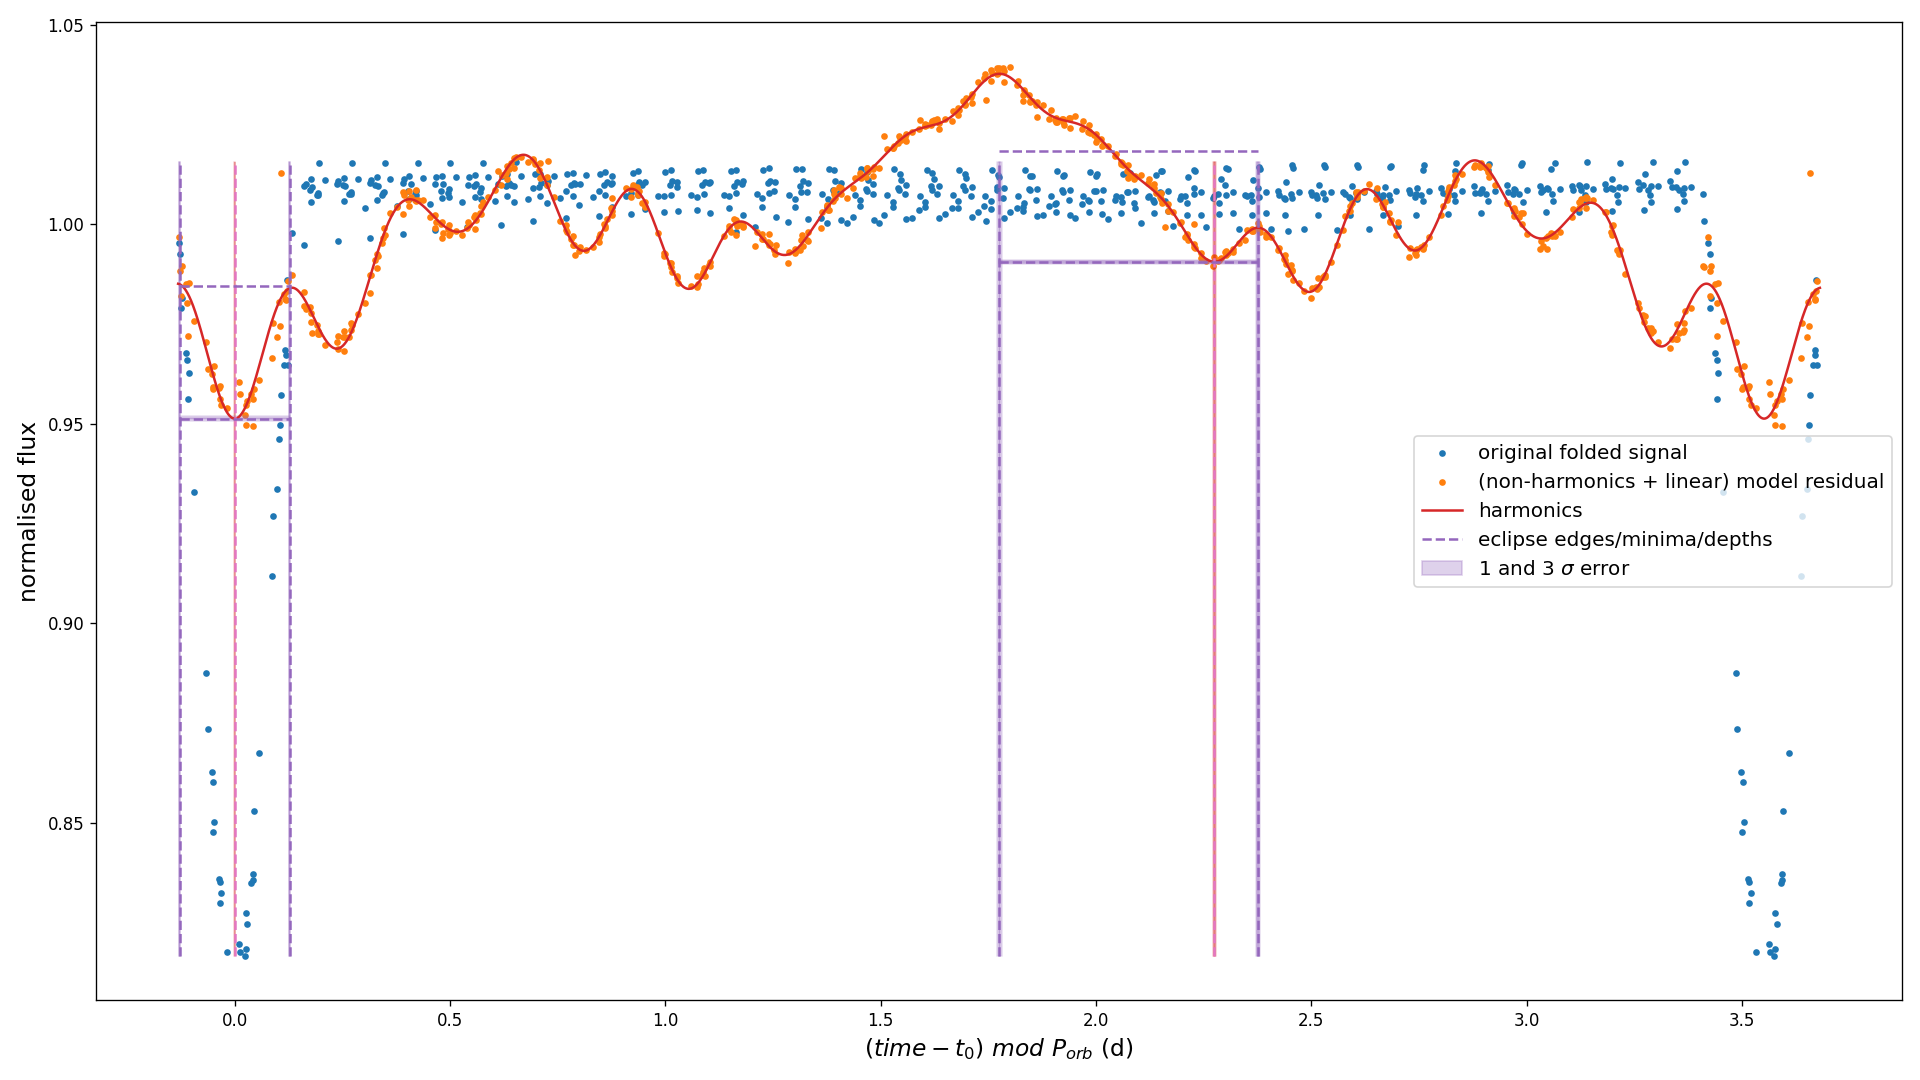 1.05
1.00
0.95
0.90
0.85
normalised flux
original folded signal
(non-harmonics + linear) model residual
harmonics
eclipse edges/minima/depths
1 and 3 σ error
0.0 0.5 1.0 1.5 2.0 2.5 3.0 3.5
(time − t₀) mod P_orb (d)